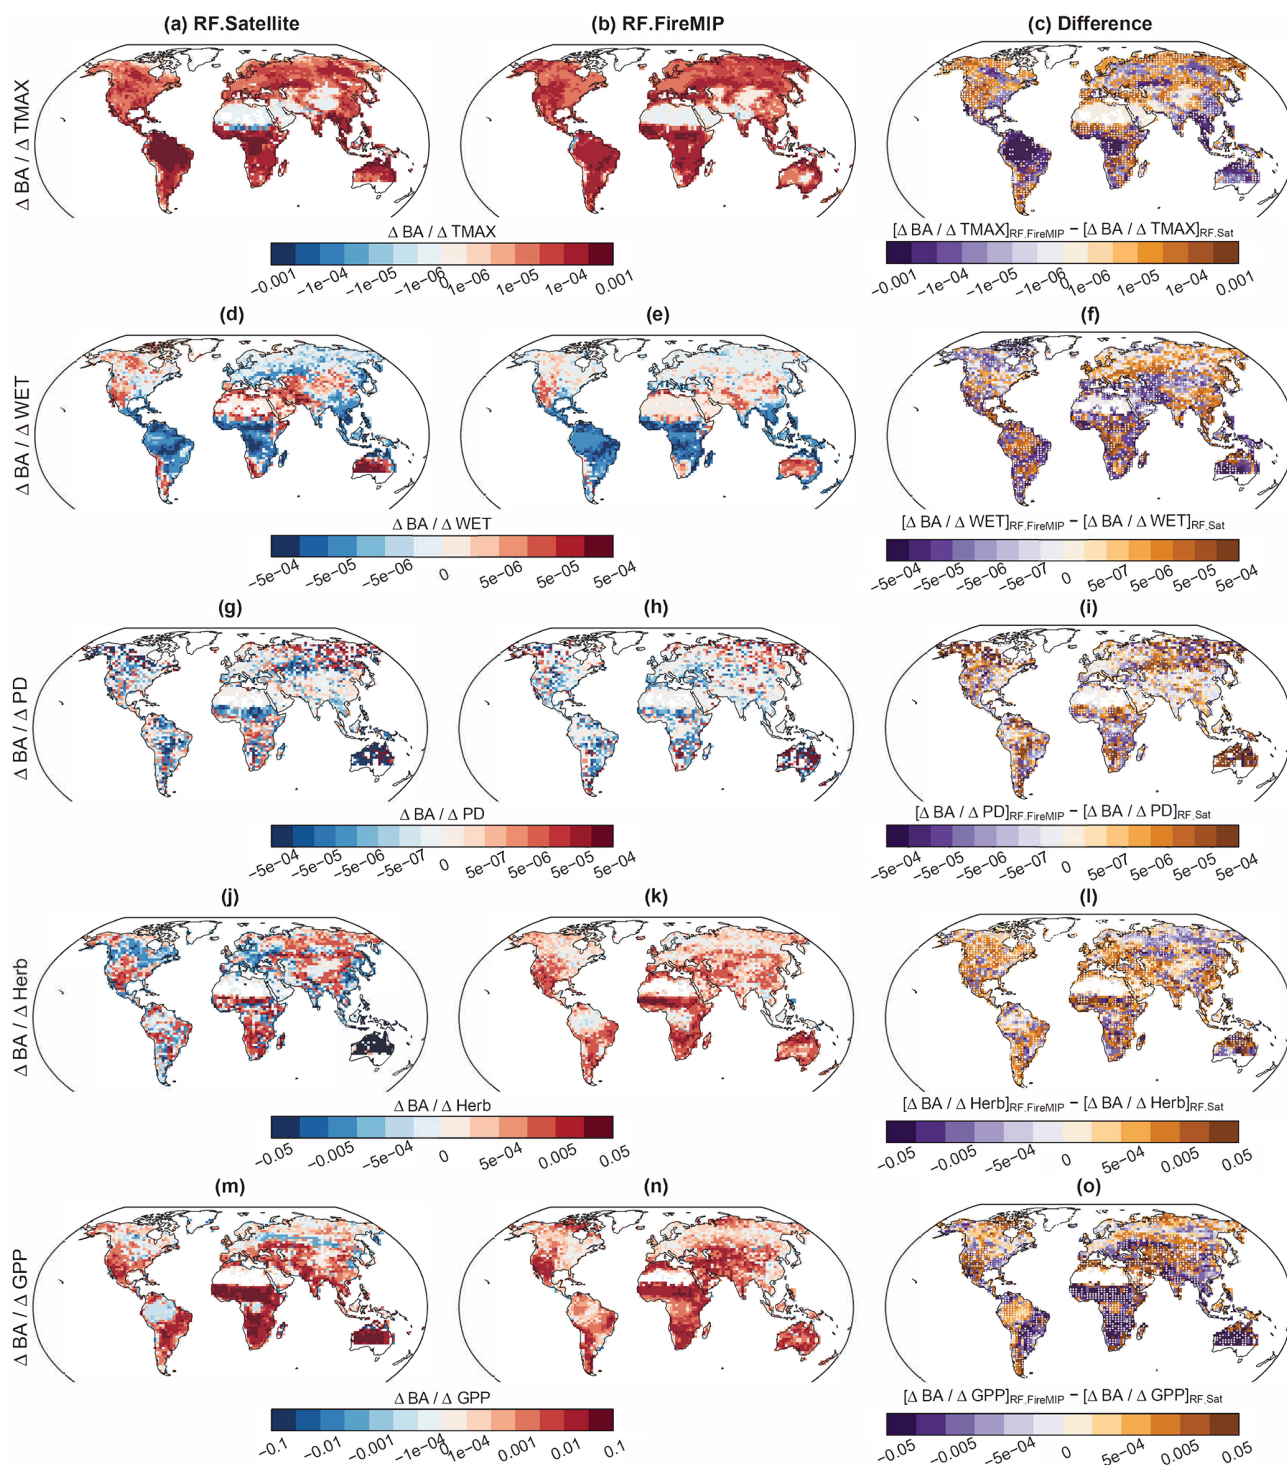 (a) RF.Satellite
(b) RF.FireMIP
(c) Difference
Δ BA / Δ TMAX
Δ BA / Δ TMAX
−0.001 −1e−04 −1e−05 −1e−06 1e−06 1e−05 1e−04 0.001
[Δ BA / Δ TMAX]RF.FireMIP − [Δ BA / Δ TMAX]RF.Sat
−0.001 −1e−04 −1e−05 −1e−06 1e−06 1e−05 1e−04 0.001
(d)
(e)
(f)
Δ BA / Δ WET
Δ BA / Δ WET
−5e−04 −5e−05 −5e−06 0 5e−06 5e−05 5e−04
[Δ BA / Δ WET]RF.FireMIP − [Δ BA / Δ WET]RF.Sat
−5e−04 −5e−05 −5e−06 −5e−07 0 5e−07 5e−06 5e−05 5e−04
(g)
(h)
(i)
Δ BA / Δ PD
Δ BA / Δ PD
−5e−04 −5e−05 −5e−06 −5e−07 0 5e−07 5e−06 5e−05 5e−04
[Δ BA / Δ PD]RF.FireMIP − [Δ BA / Δ PD]RF.Sat
−5e−04 −5e−05 −5e−06 −5e−07 0 5e−07 5e−06 5e−05 5e−04
(j)
(k)
(l)
Δ BA / Δ Herb
Δ BA / Δ Herb
−0.05 −0.005 −5e−04 0 5e−04 0.005 0.05
[Δ BA / Δ Herb]RF.FireMIP − [Δ BA / Δ Herb]RF.Sat
−0.05 −0.005 −5e−04 0 5e−04 0.005 0.05
(m)
(n)
(o)
Δ BA / Δ GPP
Δ BA / Δ GPP
−0.1 −0.01 −0.001 −1e−04 1e−04 0.001 0.01 0.1
[Δ BA / Δ GPP]RF.FireMIP − [Δ BA / Δ GPP]RF.Sat
−0.05 −0.005 −5e−04 0 5e−04 0.005 0.05